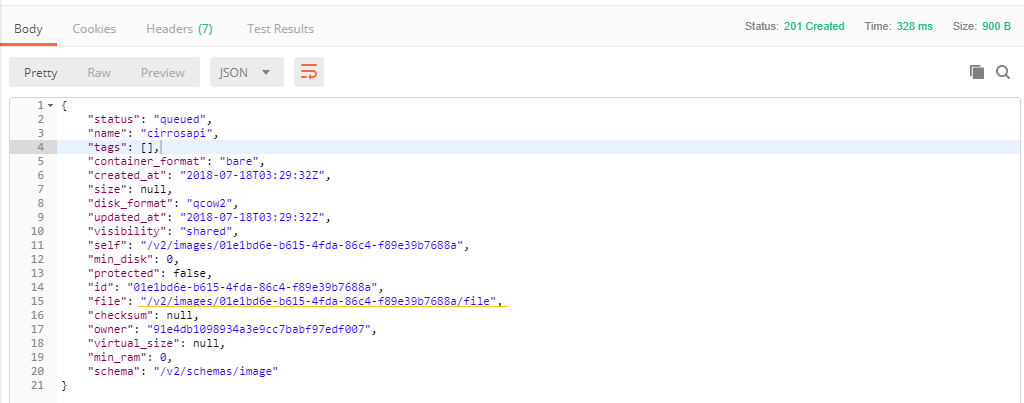 Body Cookies Headers (7) Test Results Status: 201 Created Time: 328 ms Size: 900 B
Pretty Raw Preview JSON
1 {
2 "status": "queued",
3 "name": "cirrosapi",
4 "tags": [],
5 "container_format": "bare",
6 "created_at": "2018-07-18T03:29:32Z",
7 "size": null,
8 "disk_format": "qcow2",
9 "updated_at": "2018-07-18T03:29:32Z",
10 "visibility": "shared",
11 "self": "/v2/images/01e1bd6e-b615-4fda-86c4-f89e39b7688a",
12 "min_disk": 0,
13 "protected": false,
14 "id": "01e1bd6e-b615-4fda-86c4-f89e39b7688a",
15 "file": "/v2/images/01e1bd6e-b615-4fda-86c4-f89e39b7688a/file",
16 "checksum": null,
17 "owner": "91e4db1098934a3e9cc7babf97edf007",
18 "virtual_size": null,
19 "min_ram": 0,
20 "schema": "/v2/schemas/image"
21 }